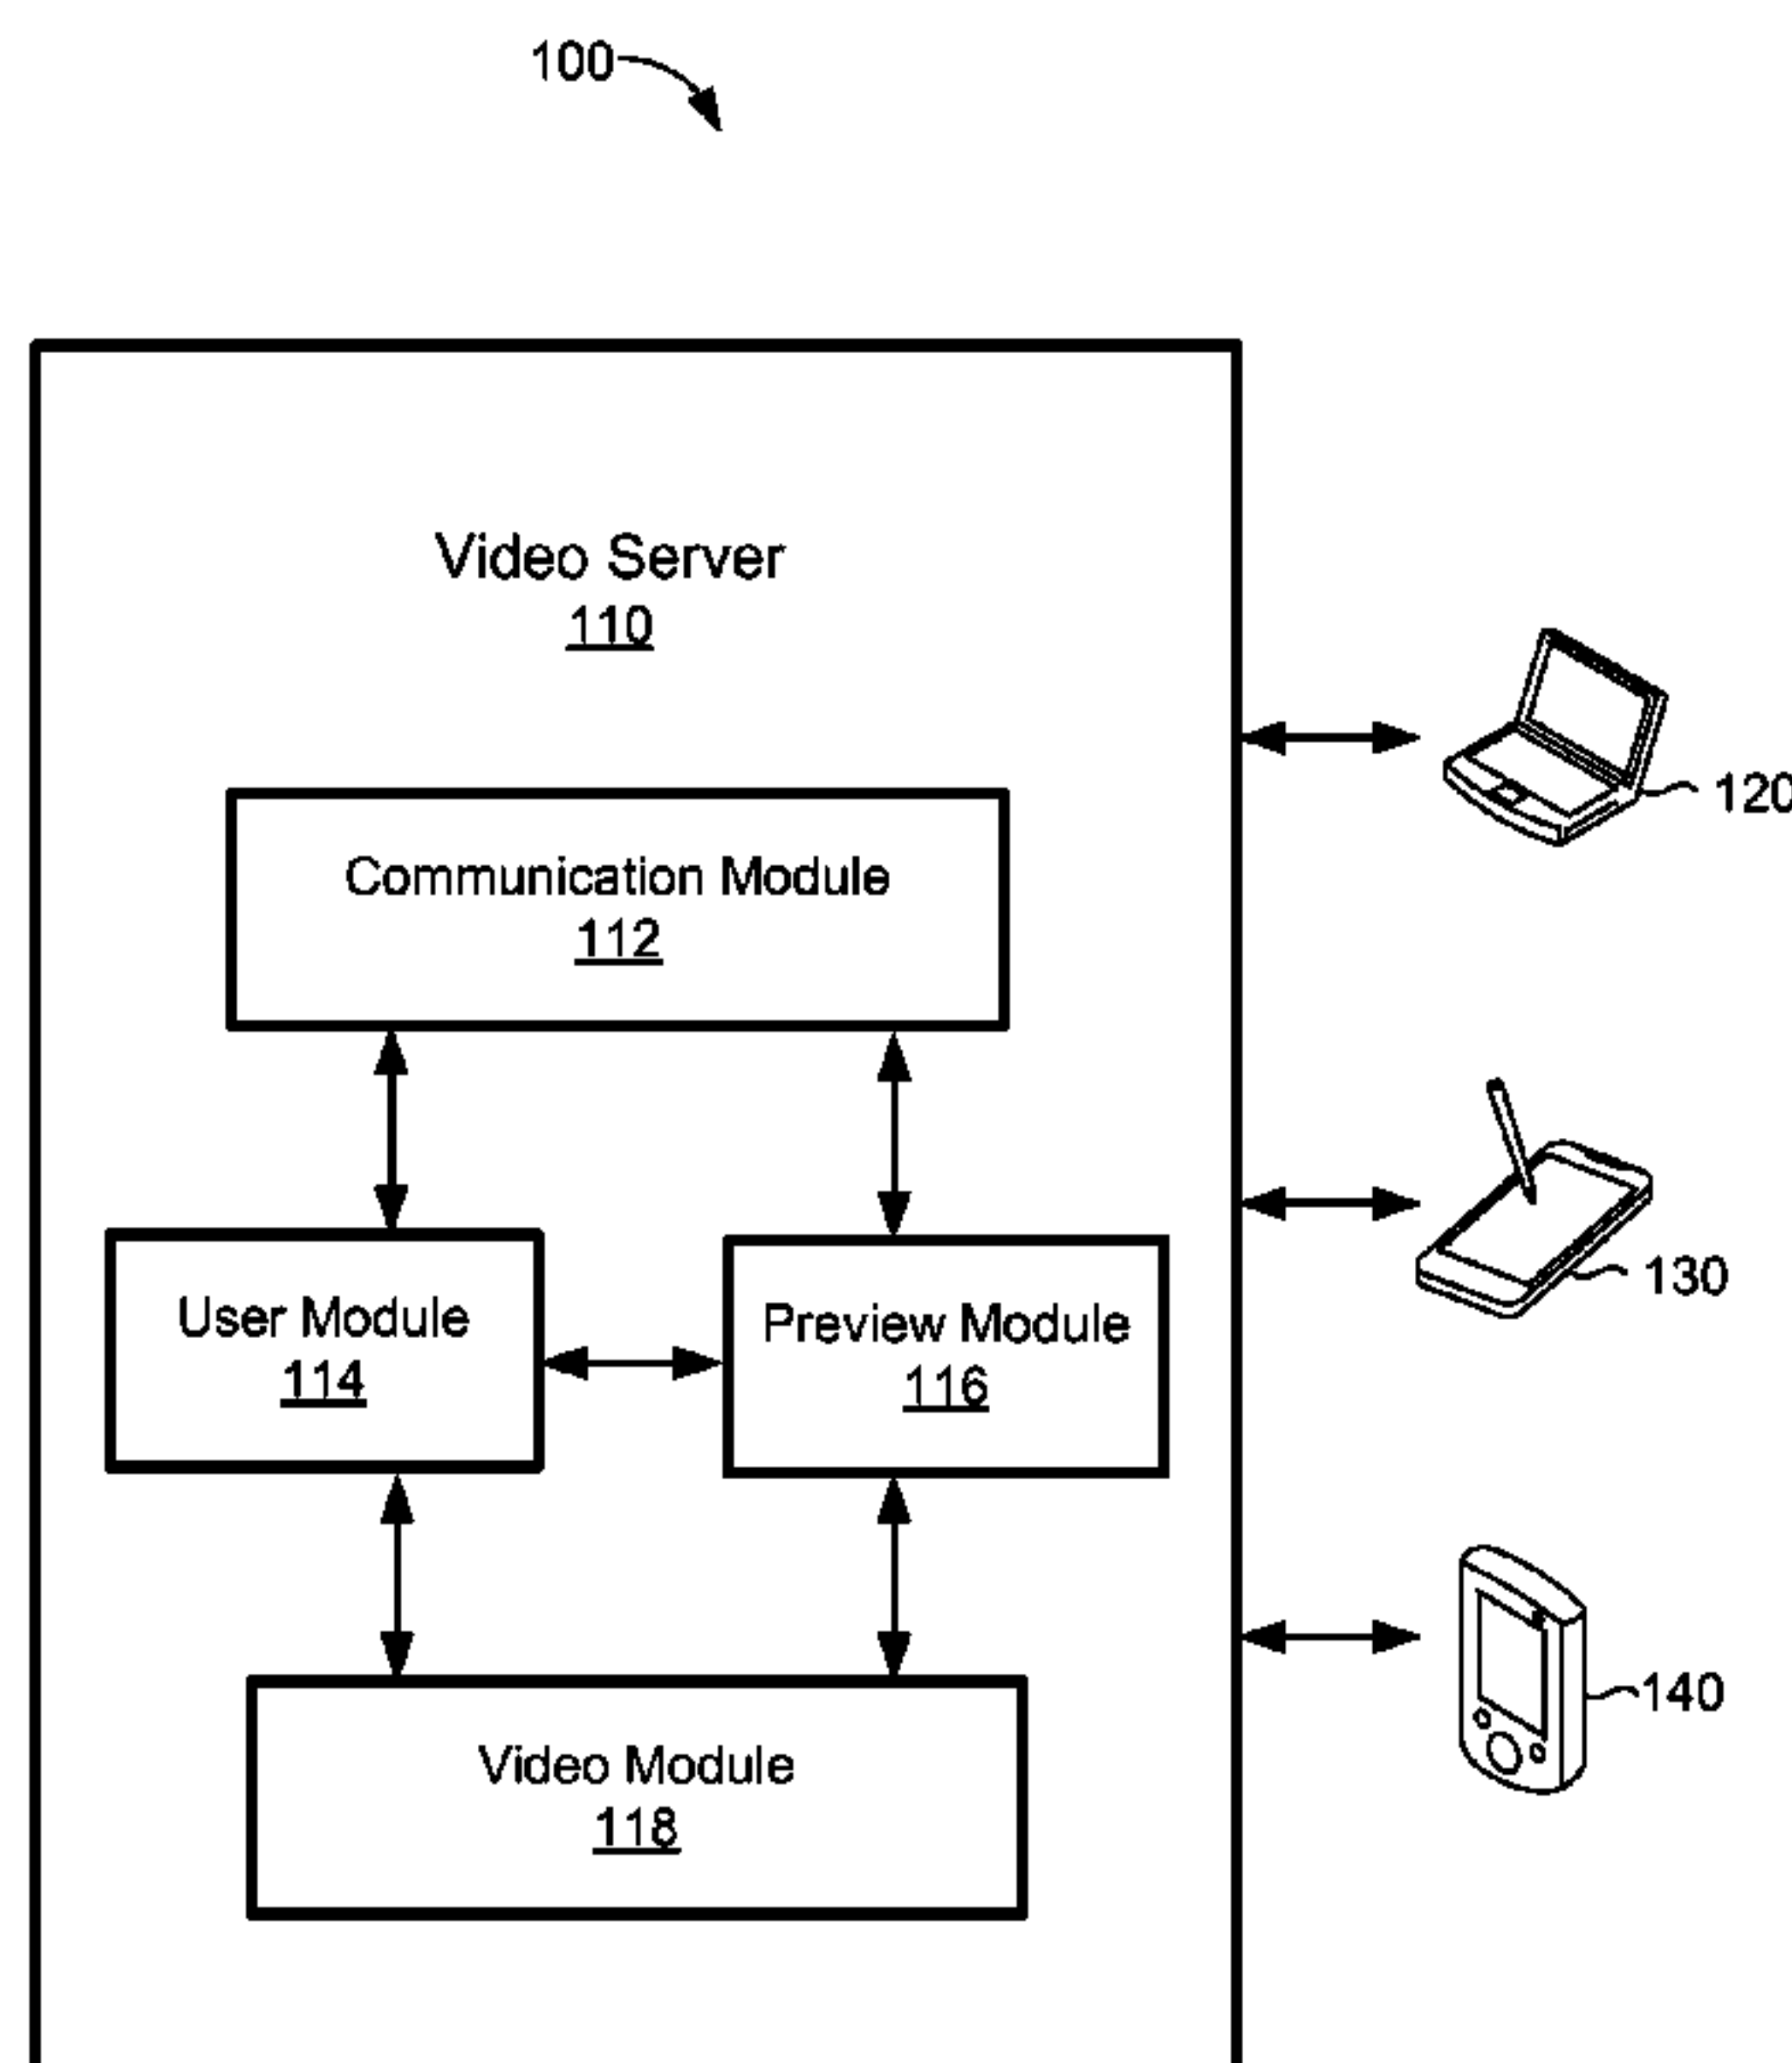 100
Video Server
110
120
Communication Module
112
130
User Module
114
Preview Module
116
140
Video Module
118